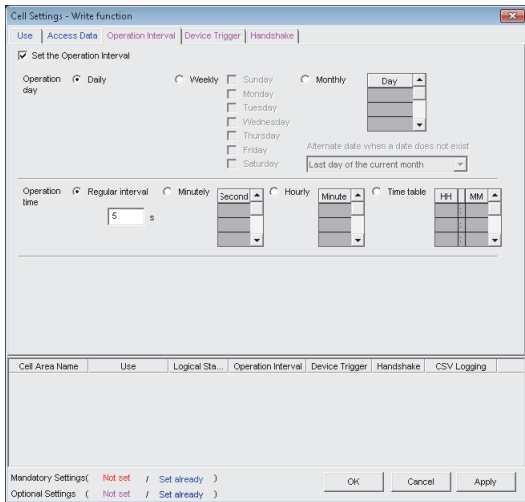 Cell Settings - Write function
Use Access Data Operation Interval Device Trigger Handshake
Set the Operation Interval
Operation day Daily Weekly Sunday Monthly Day
Monday
Tuesday
Wednesday
Thursday
Friday Alternate date when a date does not exist
Saturday Last day of the current month
Operation time Regular interval Minutely Second Hourly Minute Time table HH MM
5 s : : :
Cell Area Name Use Logical Sta... Operation Interval Device Trigger Handshake CSV Logging
Mandatory Settings( Not set / Set already ) OK Cancel Apply
Optional Settings ( Not set / Set already )